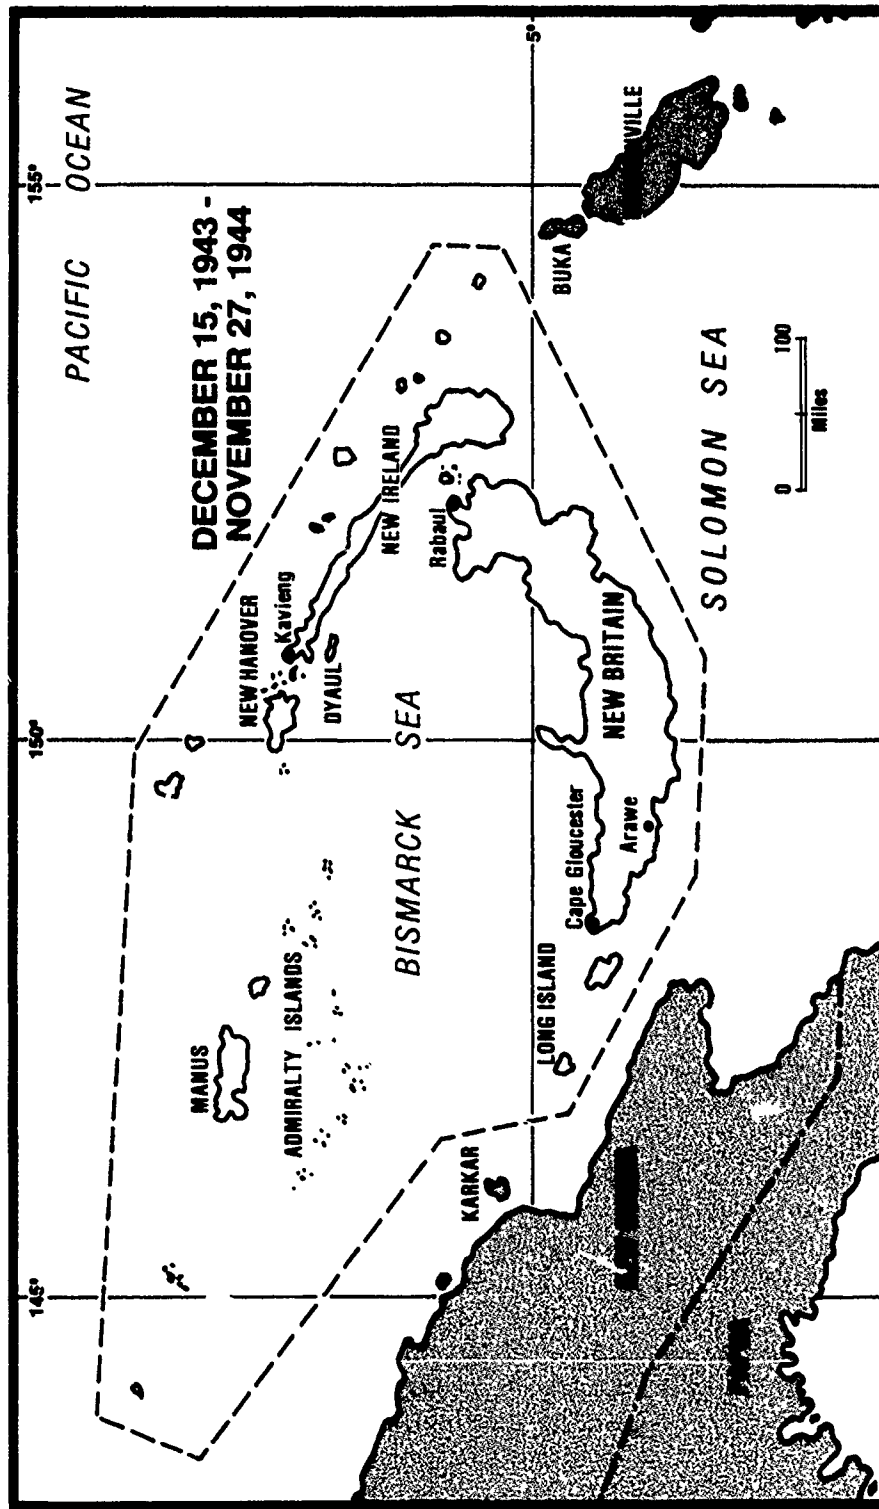 145°
150°
155°
PACIFIC OCEAN
DECEMBER 15, 1943 -
NOVEMBER 27, 1944
MANUS
NEW HANOVER
Kavieng
ADMIRALTY ISLANDS
DYAUL
NEW IRELAND
BISMARCK SEA
Rabaul
KARKAR
5°
LONG ISLAND
BUKA
Cape Gloucester
NEW BRITAIN
Arawe
SOLOMON SEA
0
100
Miles